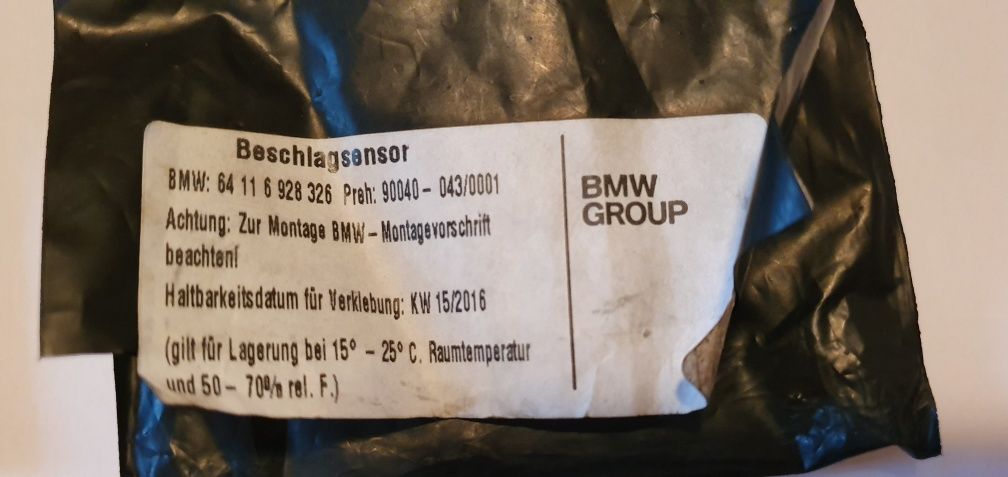 Beschlagsensor
BMW: 64 11 6 928 326 Preh: 90040 - 043/0001
Achtung: Zur Montage BMW - Montagevorschrift
beachten!
Haltbarkeitsdatum für Verklebung: KW 15/2016
(gilt für Lagerung bei 15° - 25° C. Raumtemperatur
und 50 - 70% rel. F.)
BMW
GROUP